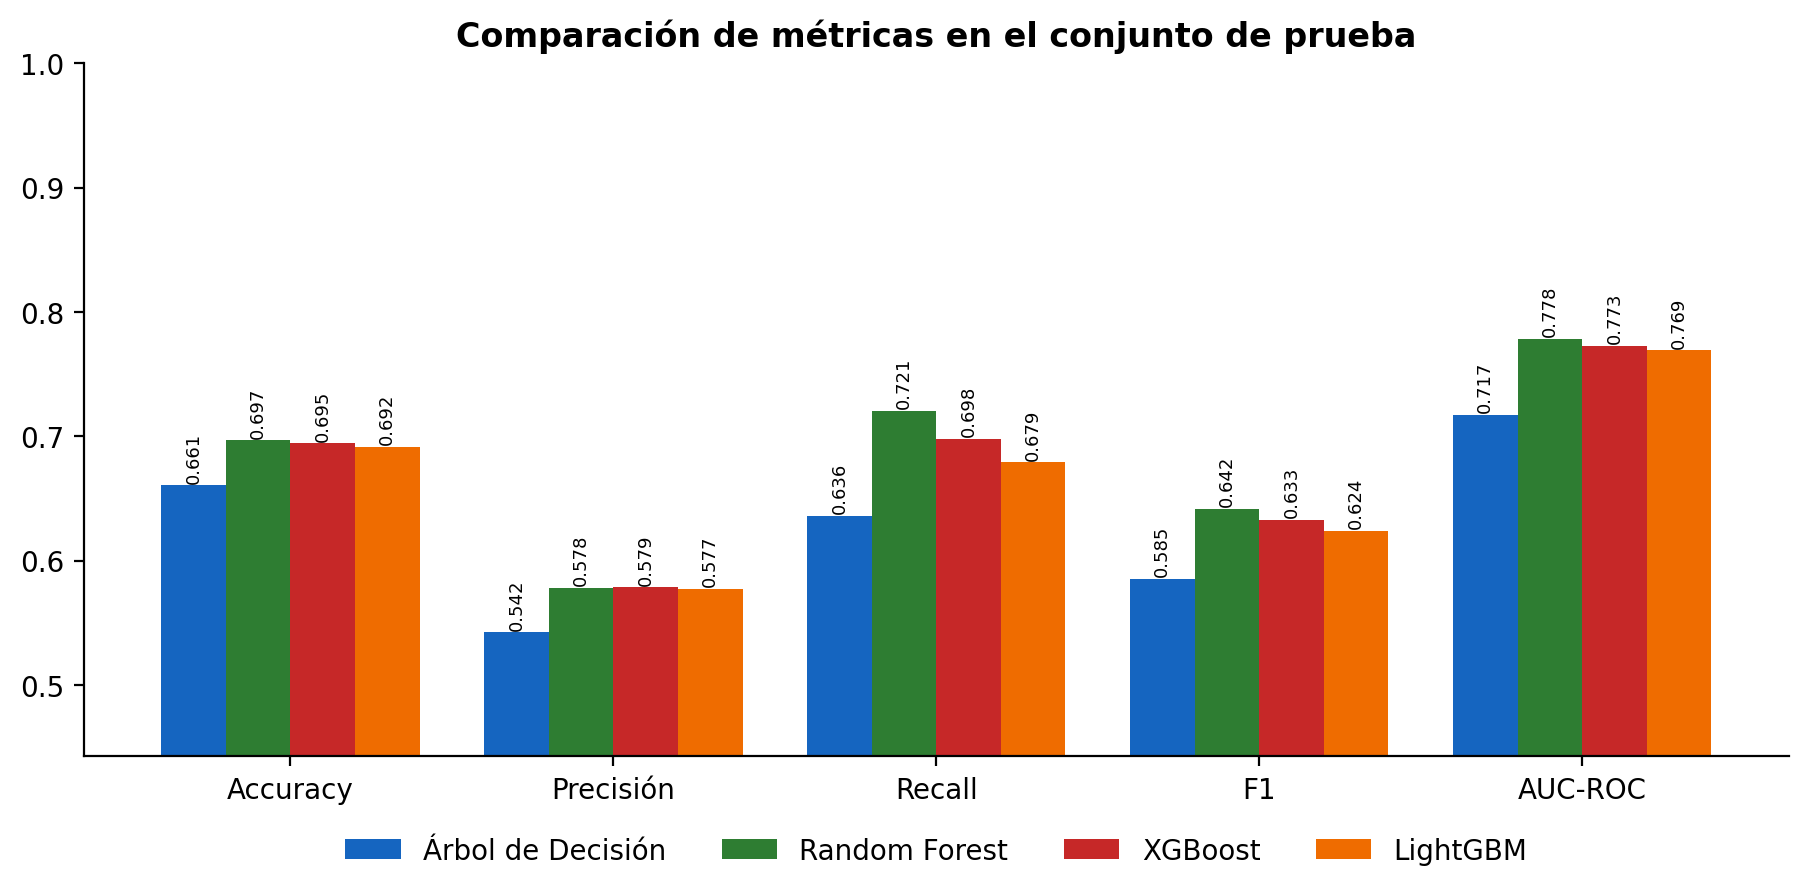 Comparación de métricas en el conjunto de prueba
1.0
0.9
0.8
0.7
0.6
0.5
0.661
0.697
0.695
0.692
0.542
0.578
0.579
0.577
0.636
0.721
0.698
0.679
0.585
0.642
0.633
0.624
0.717
0.778
0.773
0.769
Accuracy
Precisión
Recall
F1
AUC-ROC
Árbol de Decisión
Random Forest
XGBoost
LightGBM